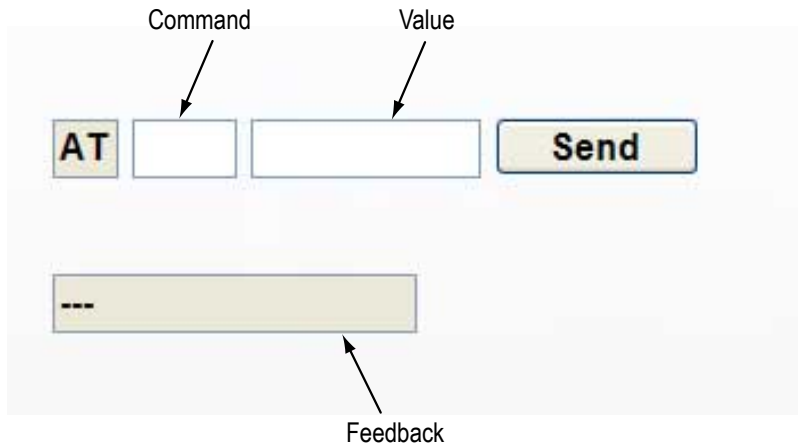 Command Value
AT Send
---
Feedback